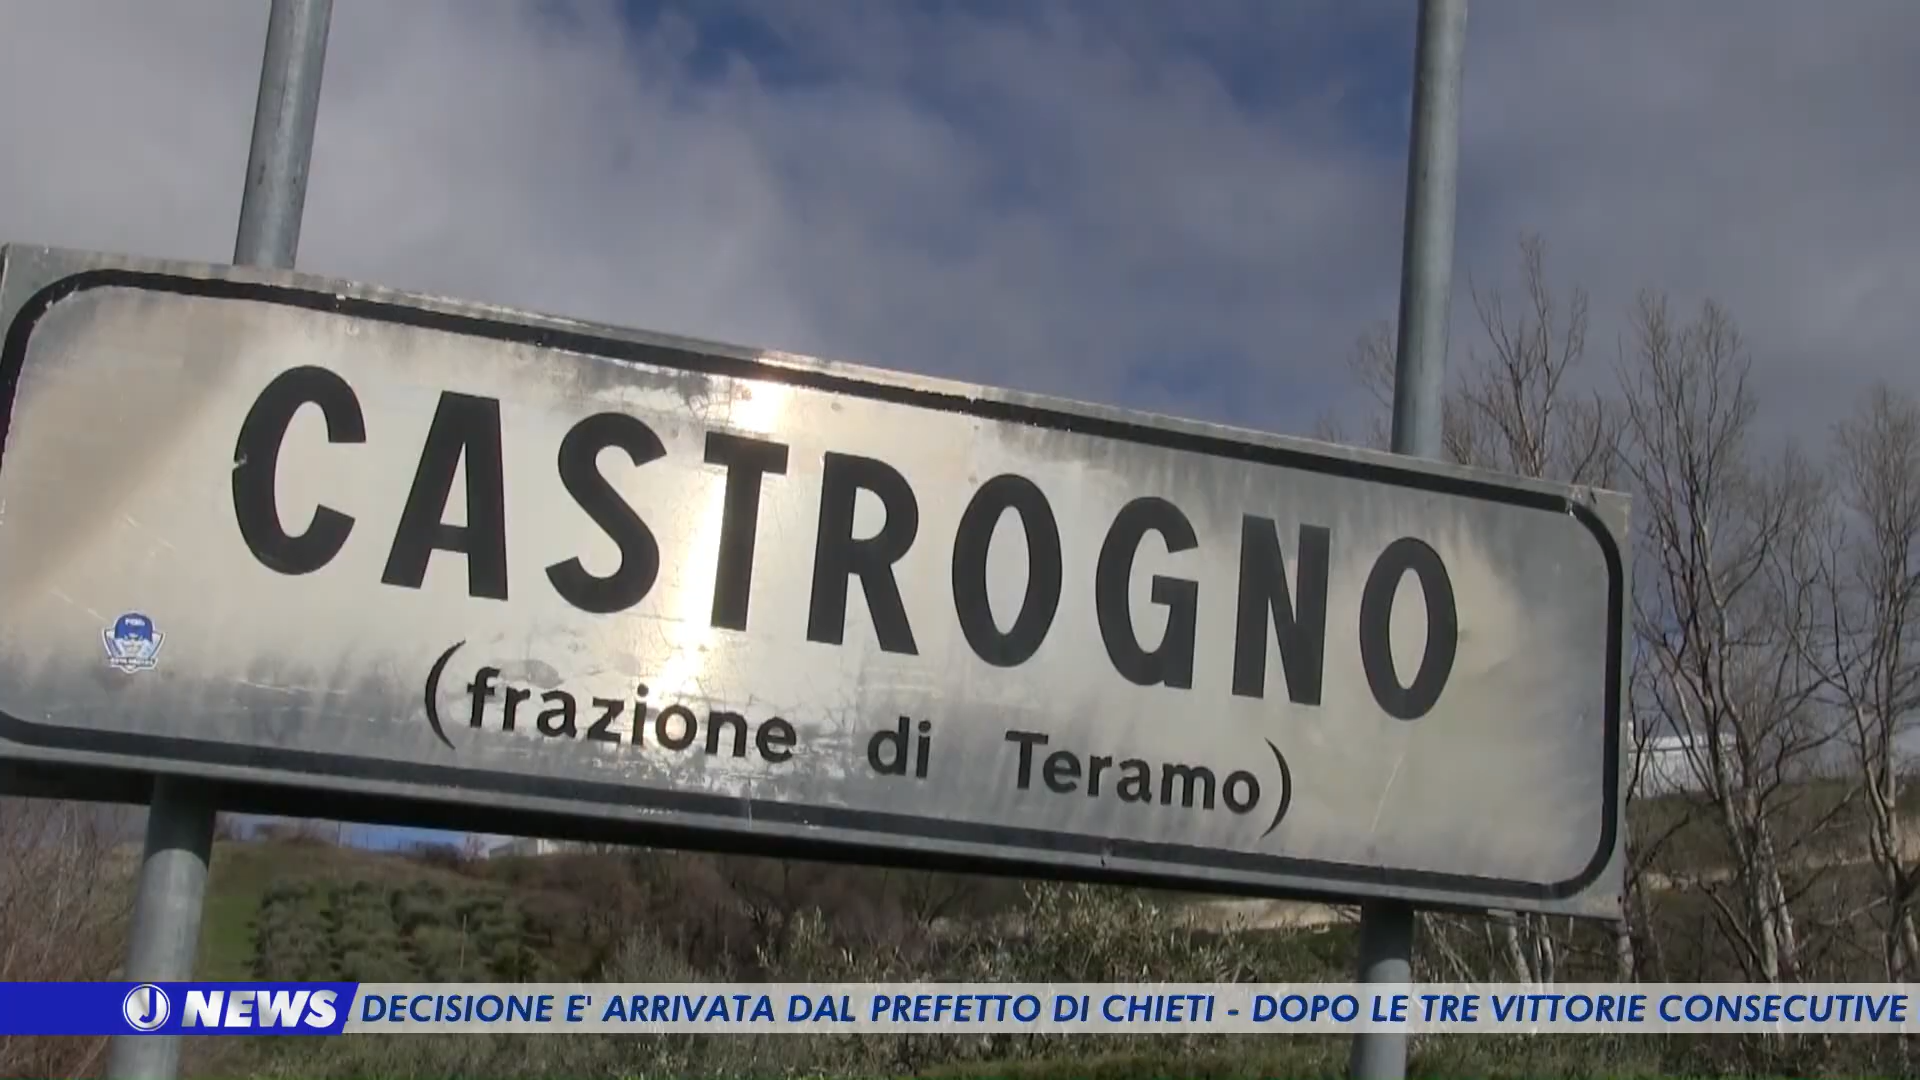 CASTROGNO
(frazione di Teramo)
J NEWS DECISIONE E' ARRIVATA DAL PREFETTO DI CHIETI - DOPO LE TRE VITTORIE CONSECUTIVE